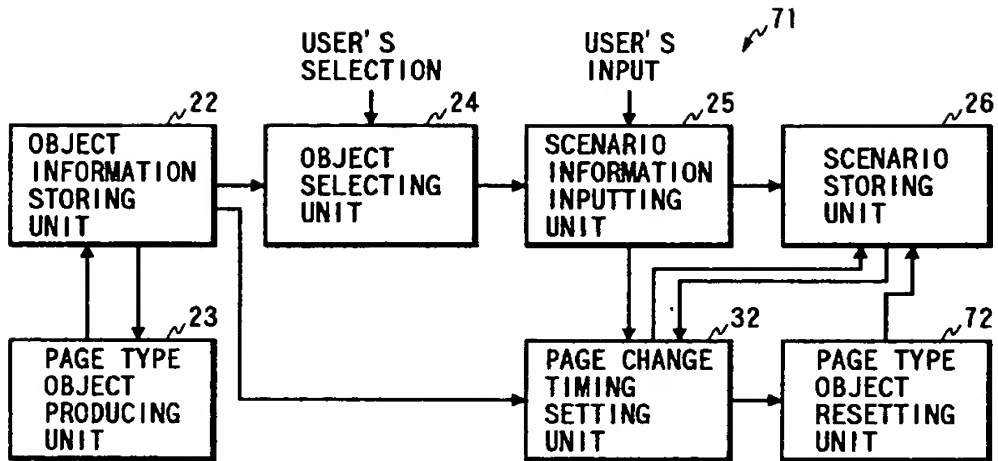 71
USER'S
SELECTION
USER'S
INPUT
22
OBJECT
INFORMATION
STORING
UNIT
24
OBJECT
SELECTING
UNIT
25
SCENARIO
INFORMATION
INPUTTING
UNIT
26
SCENARIO
STORING
UNIT
23
PAGE TYPE
OBJECT
PRODUCING
UNIT
32
PAGE CHANGE
TIMING
SETTING
UNIT
72
PAGE TYPE
OBJECT
RESETTING
UNIT